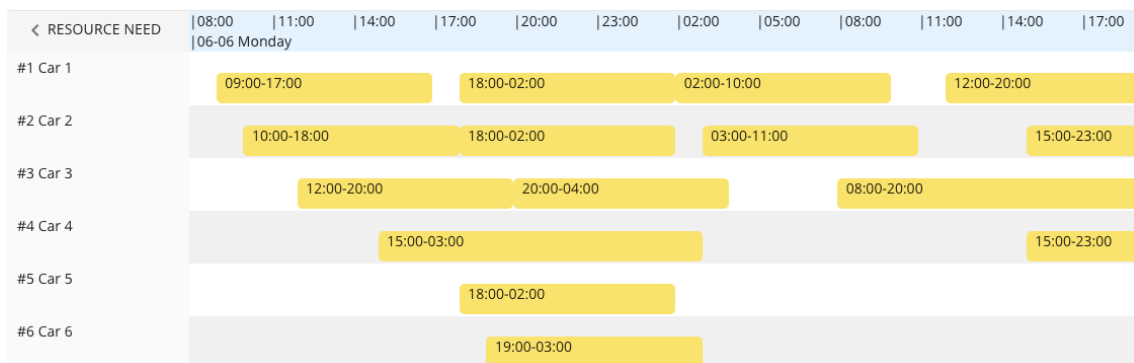 < RESOURCE NEED |08:00 |11:00 |14:00 |17:00 |20:00 |23:00 |02:00 |05:00 |08:00 |11:00 |14:00 |17:00
|06-06 Monday
#1 Car 1
09:00-17:00 18:00-02:00 02:00-10:00 12:00-20:00
#2 Car 2
10:00-18:00 18:00-02:00 03:00-11:00 15:00-23:00
#3 Car 3
12:00-20:00 20:00-04:00 08:00-20:00
#4 Car 4
15:00-03:00 15:00-23:00
#5 Car 5
18:00-02:00
#6 Car 6
19:00-03:00